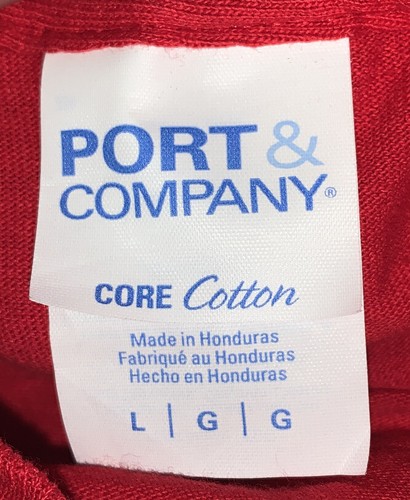 PORT &
COMPANY®
CORE Cotton
Made in Honduras
Fabriqué au Honduras
Hecho en Honduras
L | G | G